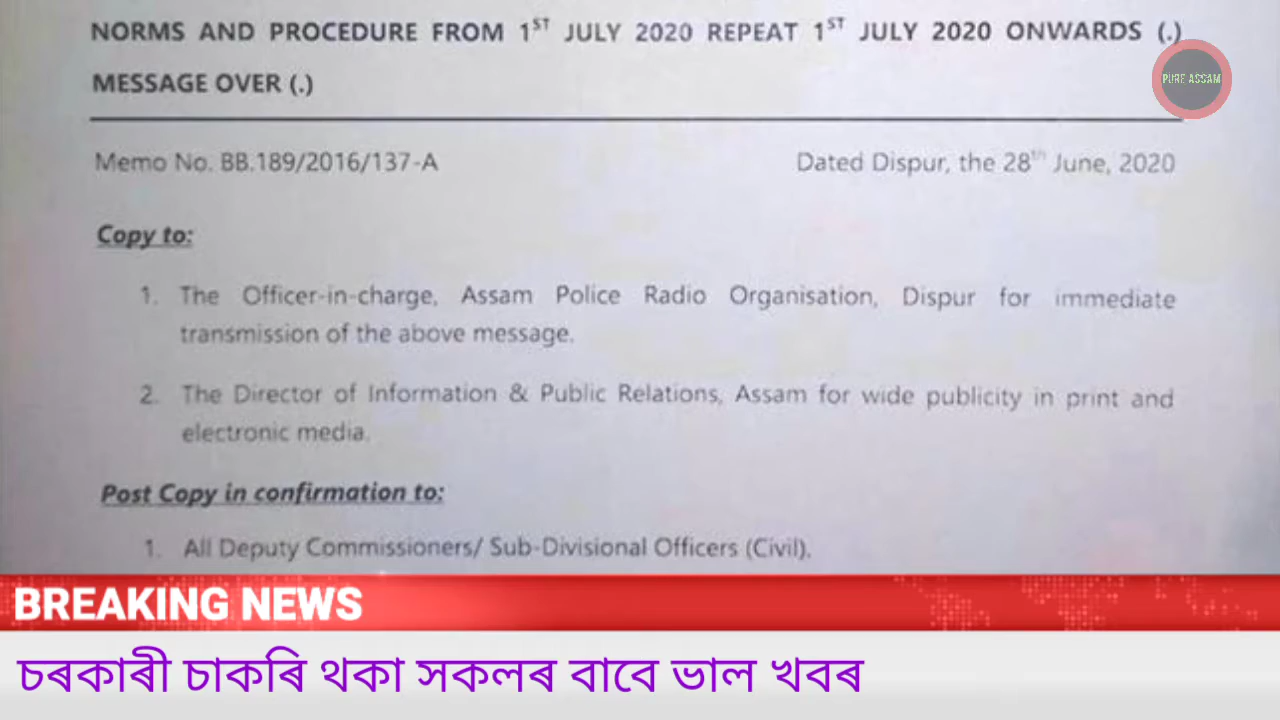 NORMS AND PROCEDURE FROM 1ST JULY 2020 REPEAT 1ST JULY 2020 ONWARDS (.)
MESSAGE OVER (.)
PURE ASSAM
Memo No. BB.189/2016/137-A Dated Dispur, the 28th June, 2020
Copy to:
1. The Officer-in-charge, Assam Police Radio Organisation, Dispur for immediate
transmission of the above message.
2. The Director of Information & Public Relations, Assam for wide publicity in print and
electronic media.
Post Copy in confirmation to:
1. All Deputy Commissioners/ Sub-Divisional Officers (Civil).
BREAKING NEWS
চৰকাৰী চাকৰি থকা সকলৰ বাবে ভাল খবৰ